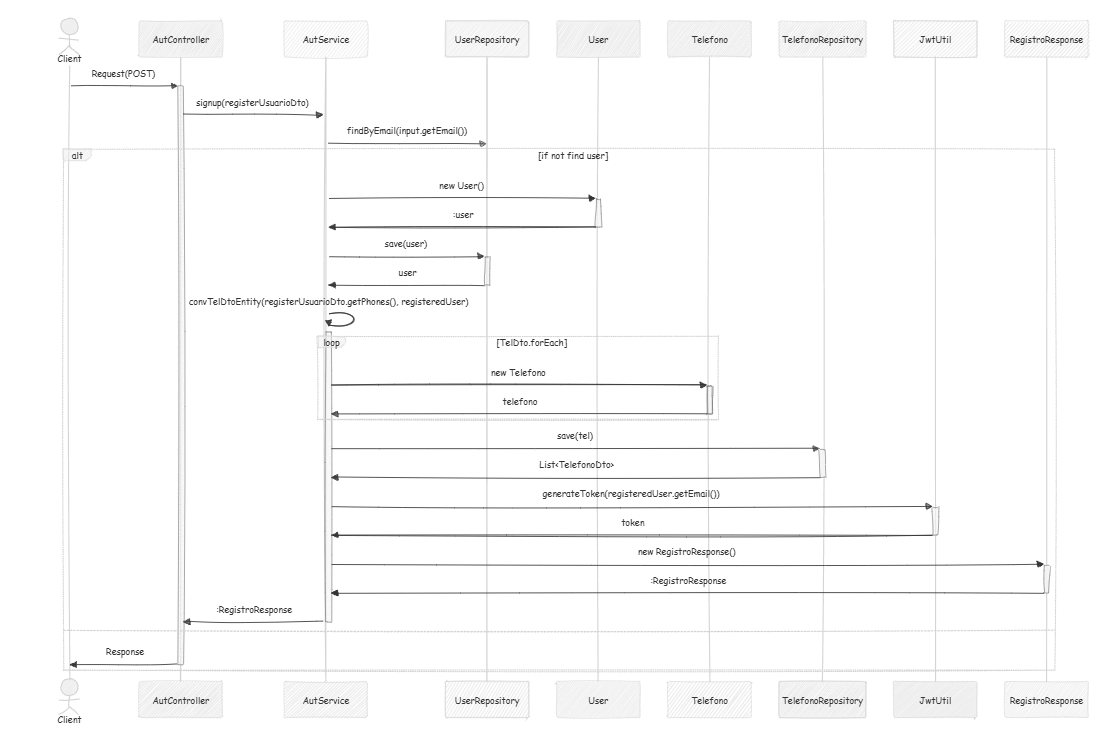 Client
AutController
AutService
UserRepository
User
Telefono
TelefonoRepository
JwtUtil
RegistroResponse
Request(POST)
signup(registerUsuarioDto)
findByEmail(input.getEmail())
alt
[if not find user]
new User()
:user
save(user)
user
convTelDtoEntity(registerUsuarioDto.getPhones(), registeredUser)
loop
[TelDto.forEach]
new Telefono
telefono
save(tel)
List<TelefonoDto>
generateToken(registeredUser.getEmail())
token
new RegistroResponse()
:RegistroResponse
:RegistroResponse
Response
Client
AutController
AutService
UserRepository
User
Telefono
TelefonoRepository
JwtUtil
RegistroResponse